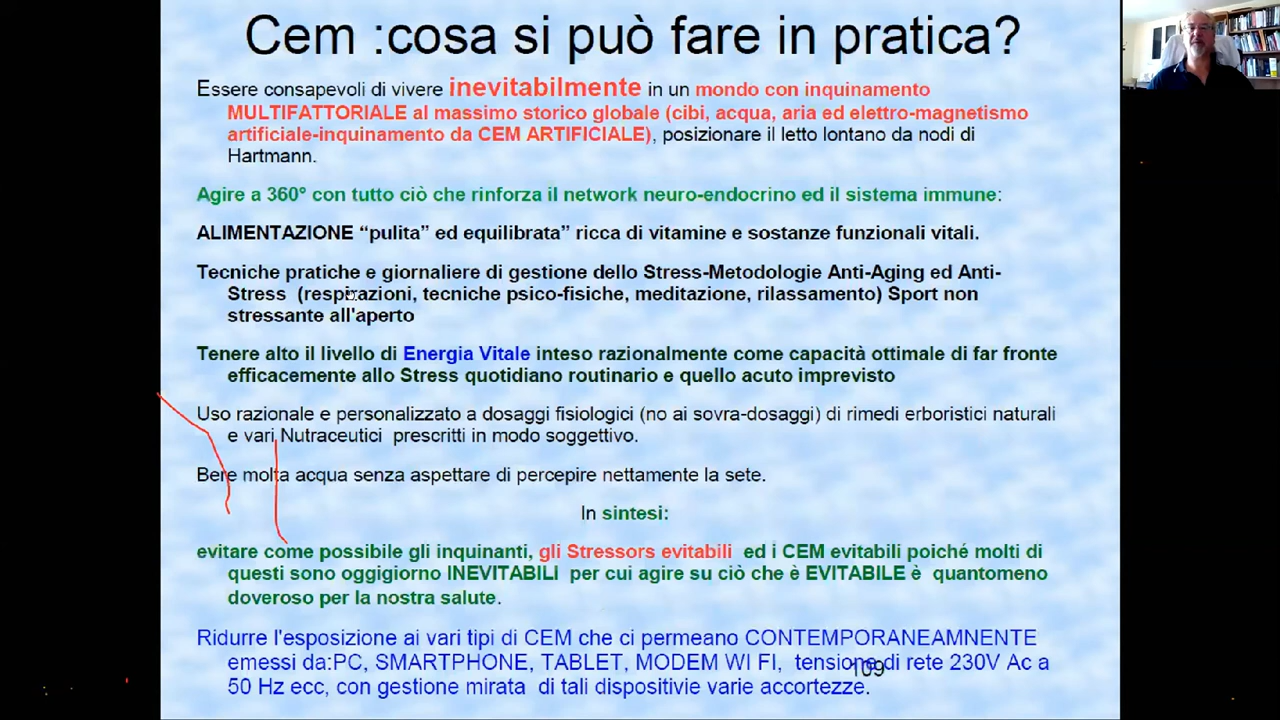 Cem :cosa si può fare in pratica?
Essere consapevoli di vivere inevitabilmente in un mondo con inquinamento
MULTIFATTORIALE al massimo storico globale (cibi, acqua, aria ed elettro-magnetismo
artificiale-inquinamento da CEM ARTIFICIALE), posizionare il letto lontano da nodi di
Hartmann.
Agire a 360° con tutto ciò che rinforza il network neuro-endocrino ed il sistema immune:
ALIMENTAZIONE “pulita” ed equilibrata” ricca di vitamine e sostanze funzionali vitali.
Tecniche pratiche e giornaliere di gestione dello Stress-Metodologie Anti-Aging ed Anti-
Stress (respirazioni, tecniche psico-fisiche, meditazione, rilassamento) Sport non
stressante all'aperto
Tenere alto il livello di Energia Vitale inteso razionalmente come capacità ottimale di far fronte
efficacemente allo Stress quotidiano routinario e quello acuto imprevisto
Uso razionale e personalizzato a dosaggi fisiologici (no ai sovra-dosaggi) di rimedi erboristici naturali
e vari Nutraceutici prescritti in modo soggettivo.
Bere molta acqua senza aspettare di percepire nettamente la sete.
In sintesi:
evitare come possibile gli inquinanti, gli Stressors evitabili ed i CEM evitabili poiché molti di
questi sono oggigiorno INEVITABILI per cui agire su ciò che è EVITABILE è quantomeno
doveroso per la nostra salute.
Ridurre l'esposizione ai vari tipi di CEM che ci permeano CONTEMPORANEAMNENTE
emessi da:PC, SMARTPHONE, TABLET, MODEM WI FI, tensione di rete 230V Ac a
109
50 Hz ecc, con gestione mirata di tali dispositivie varie accortezze.